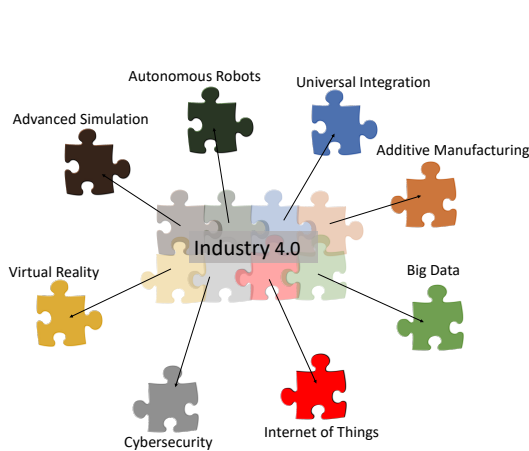 Autonomous Robots
Universal Integration
Advanced Simulation
Additive Manufacturing
Industry 4.0
Virtual Reality
Big Data
Cybersecurity
Internet of Things